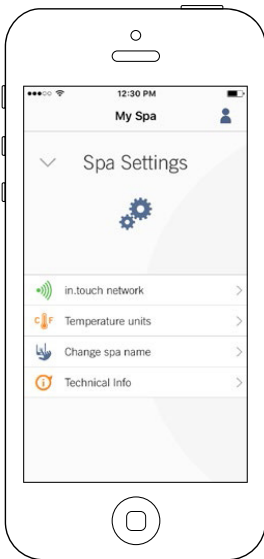 12:30 PM
My Spa
Spa Settings
in.touch network
C F Temperature units
Change spa name
Technical Info